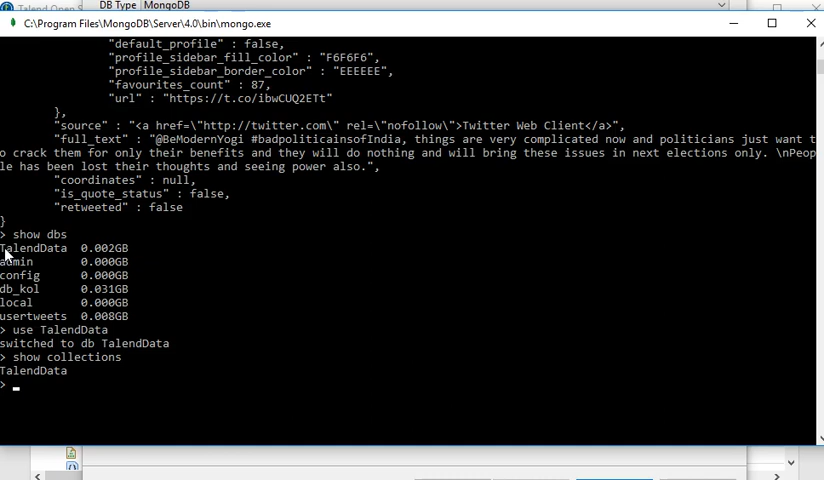 Talend Open S
DB Type
MongoDB
C:\Program Files\MongoDB\Server\4.0\bin\mongo.exe
"default_profile" : false,
"profile_sidebar_fill_color" : "F6F6F6",
"profile_sidebar_border_color" : "EEEEEE",
"favourites_count" : 87,
"url" : "https://t.co/ibwCUQ2ETt"
},
"source" : "<a href=\"http://twitter.com\" rel=\"nofollow\">Twitter Web Client</a>",
"full_text" : "@BeModernYogi #badpoliticainsofIndia, things are very complicated now and politicians just want t
o crack them for only their benefits and they will do nothing and will bring these issues in next elections only. \nPeop
le has been lost their thoughts and seeing power also.",
"coordinates" : null,
"is_quote_status" : false,
"retweeted" : false
}
> show dbs
TalendData 0.002GB
admin 0.000GB
config 0.000GB
db_kol 0.031GB
local 0.000GB
usertweets 0.008GB
> use TalendData
switched to db TalendData
> show collections
TalendData
>